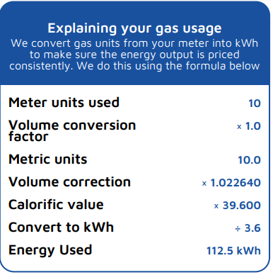 Explaining your gas usage
We convert gas units from your meter into kWh
to make sure the energy output is priced
consistently. We do this using the formula below
Meter units used 10
Volume conversion
factor × 1.0
Metric units 10.0
Volume correction × 1.022640
Calorific value × 39.600
Convert to kWh ÷ 3.6
Energy Used 112.5 kWh